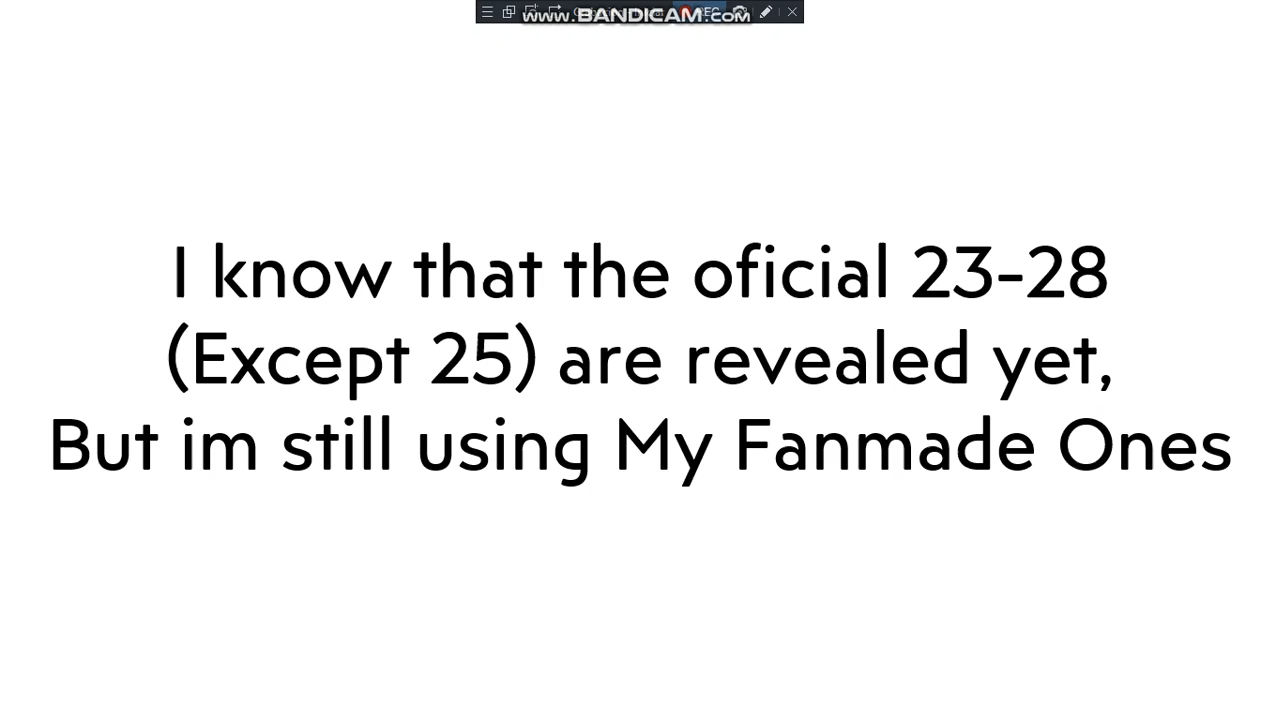 www.BANDICAM.com
I know that the oficial 23-28
(Except 25) are revealed yet,
But im still using My Fanmade Ones